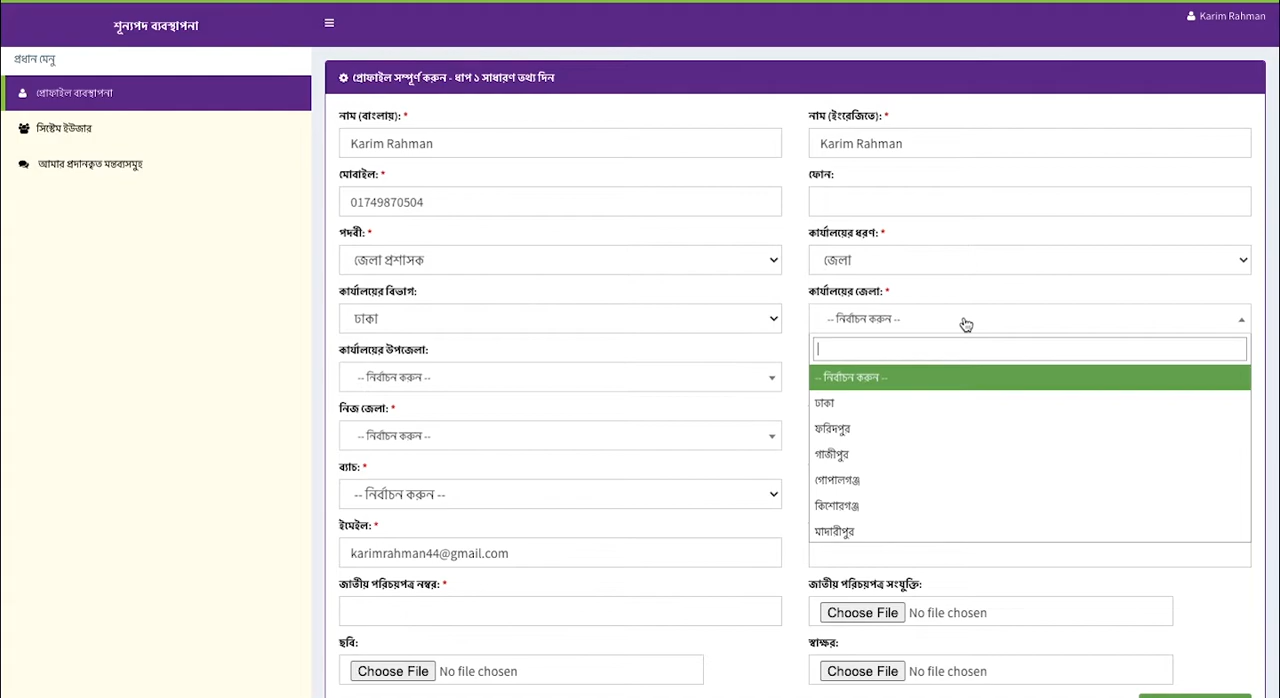 শূন্যপদ ব্যবস্থাপনা
Karim Rahman
প্রধান মেনু
প্রোফাইল ব্যবস্থাপনা
সিষ্টেম ইউজার
আমার প্রদানকৃত মন্তব্যসমুহ
প্রোফাইল সম্পূর্ণ করুন - ধাপ ১ সাধারণ তথ্য দিন
নাম (বাংলায়): *
নাম (ইংরেজিতে): *
Karim Rahman
Karim Rahman
মোবাইল: *
ফোন:
01749870504
পদবী: *
কার্যালয়ের ধরণ: *
জেলা প্রশাসক
জেলা
কার্যালয়ের বিভাগ:
কার্যালয়ের জেলা: *
ঢাকা
-- নির্বাচন করুন --
কার্যালয়ের উপজেলা:
-- নির্বাচন করুন --
-- নির্বাচন করুন --
ঢাকা
নিজ জেলা: *
ফরিদপুর
-- নির্বাচন করুন --
গাজীপুর
ব্যাচ: *
গোপালগঞ্জ
-- নির্বাচন করুন --
কিশোরগঞ্জ
ইমেইল: *
মাদারীপুর
karimrahman44@gmail.com
জাতীয় পরিচয়পত্র নম্বর: *
জাতীয় পরিচয়পত্র সংযুক্তি:
Choose File No file chosen
ছবি:
স্বাক্ষর:
Choose File No file chosen
Choose File No file chosen